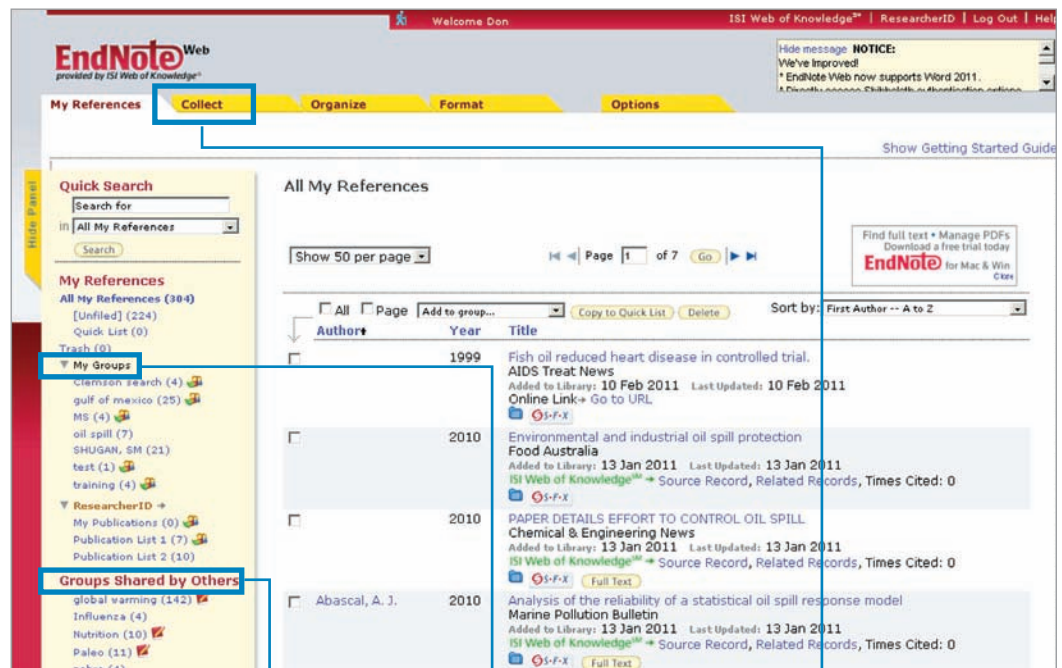 Welcome Don
ISI Web of Knowledge℠ | ResearcherID | Log Out | Help
EndNote Web
provided by ISI Web of Knowledge℠
Hide message NOTICE:
We've Improved!
* EndNote Web now supports Word 2011.
My References
Collect
Organize
Format
Options
Show Getting Started Guide
Hide Panel
Quick Search
Search for
in All My References
Search
My References
All My References (304)
[Unfiled] (224)
Quick List (0)
Trash (0)
▼ My Groups
Clemson search (4)
gulf of mexico (25)
MS (4)
oil spill (7)
SHUGAN, SM (21)
test (1)
training (4)
▼ ResearcherID →
My Publications (0)
Publication List 1 (7)
Publication List 2 (10)
Groups Shared by Others
global warming (142)
Influenza (4)
Nutrition (10)
Paleo (11)
All My References
Show 50 per page
Page 1 of 7 Go
Find full text • Manage PDFs
Download a free trial today
EndNote for Mac & Win
All Page Add to group... Copy to Quick List Delete Sort by: First Author -- A to Z
Author Year Title
1999 Fish oil reduced heart disease in controlled trial.
AIDS Treat News
Added to Library: 10 Feb 2011 Last Updated: 10 Feb 2011
Online Link→ Go to URL
S·F·X
2010 Environmental and industrial oil spill protection
Food Australia
Added to Library: 13 Jan 2011 Last Updated: 13 Jan 2011
ISI Web of Knowledge℠ → Source Record, Related Records, Times Cited: 0
S·F·X
2010 PAPER DETAILS EFFORT TO CONTROL OIL SPILL
Chemical & Engineering News
Added to Library: 13 Jan 2011 Last Updated: 13 Jan 2011
ISI Web of Knowledge℠ → Source Record, Related Records, Times Cited: 0
S·F·X Full Text
Abascal, A. J. 2010 Analysis of the reliability of a statistical oil spill response model
Marine Pollution Bulletin
Added to Library: 13 Jan 2011 Last Updated: 13 Jan 2011
ISI Web of Knowledge℠ → Source Record, Related Records, Times Cited: 0
S·F·X Full Text